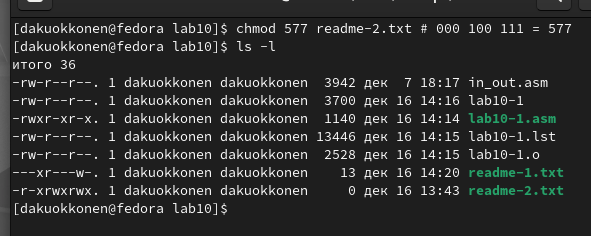 [dakuokkonen@fedora lab10]$ chmod 577 readme-2.txt # 000 100 111 = 577
[dakuokkonen@fedora lab10]$ ls -l
итого 36
-rw-r--r--. 1 dakuokkonen dakuokkonen  3942 дек  7 18:17 in_out.asm
-rw-r--r--. 1 dakuokkonen dakuokkonen  3700 дек 16 14:16 lab10-1
-rwxr-xr-x. 1 dakuokkonen dakuokkonen  1140 дек 16 14:14 lab10-1.asm
-rw-r--r--. 1 dakuokkonen dakuokkonen 13446 дек 16 14:15 lab10-1.lst
-rw-r--r--. 1 dakuokkonen dakuokkonen  2528 дек 16 14:15 lab10-1.o
---xr---w-. 1 dakuokkonen dakuokkonen    13 дек 16 14:20 readme-1.txt
-r-xrwxrwx. 1 dakuokkonen dakuokkonen     0 дек 16 13:43 readme-2.txt
[dakuokkonen@fedora lab10]$